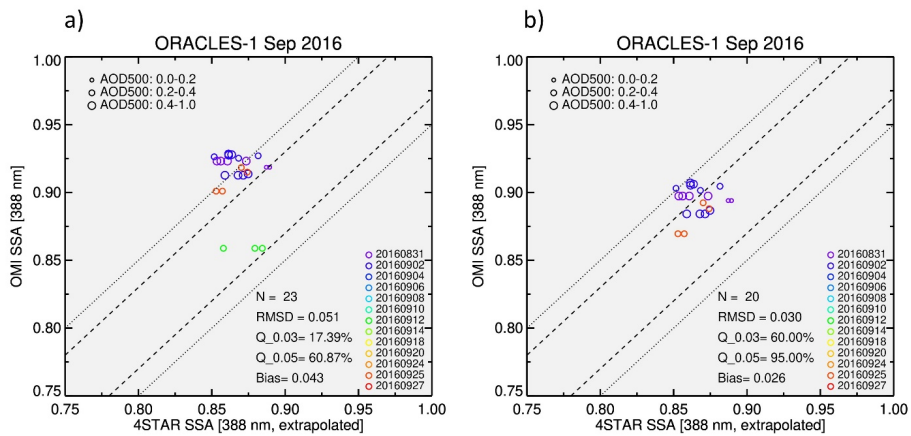 a)
ORACLES-1 Sep 2016
1.00
0.95
0.90
0.85
0.80
0.75
OMI SSA [388 nm]
AOD500: 0.0-0.2
AOD500: 0.2-0.4
AOD500: 0.4-1.0
N = 23
RMSD = 0.051
Q_0.03= 17.39%
Q_0.05= 60.87%
Bias= 0.043
20160831
20160902
20160904
20160906
20160908
20160910
20160912
20160914
20160918
20160920
20160924
20160925
20160927
0.75 0.80 0.85 0.90 0.95 1.00
4STAR SSA [388 nm, extrapolated]
b)
ORACLES-1 Sep 2016
1.00
0.95
0.90
0.85
0.80
0.75
OMI SSA [388 nm]
AOD500: 0.0-0.2
AOD500: 0.2-0.4
AOD500: 0.4-1.0
N = 20
RMSD = 0.030
Q_0.03= 60.00%
Q_0.05= 95.00%
Bias= 0.026
20160831
20160902
20160904
20160906
20160908
20160910
20160912
20160914
20160918
20160920
20160924
20160925
20160927
0.75 0.80 0.85 0.90 0.95 1.00
4STAR SSA [388 nm, extrapolated]